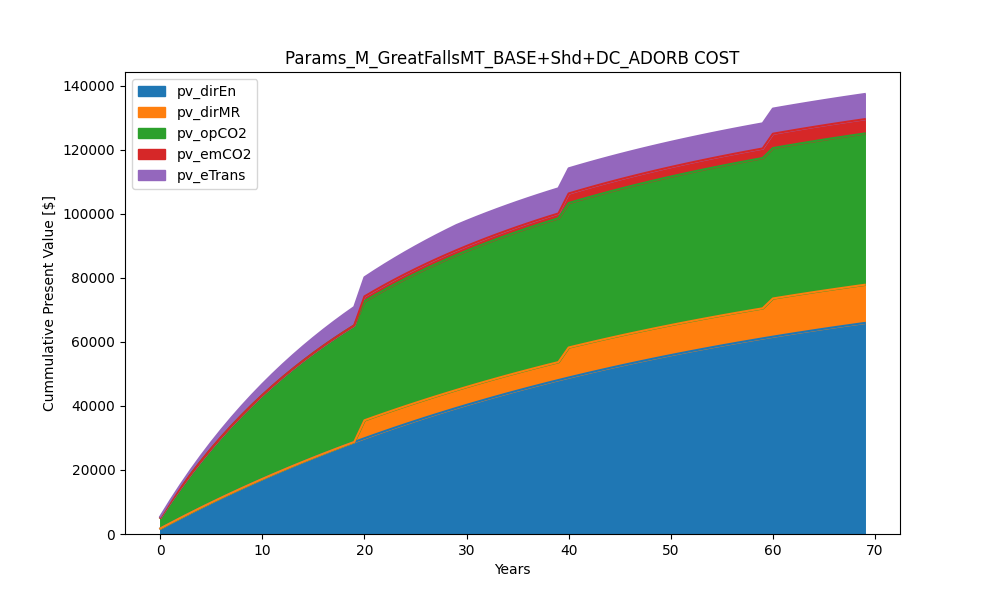 Params_M_GreatFallsMT_BASE+Shd+DC_ADORB COST
Cummulative Present Value [$]
140000
120000
100000
80000
60000
40000
20000
0
pv_dirEn
pv_dirMR
pv_opCO2
pv_emCO2
pv_eTrans
0 10 20 30 40 50 60 70
Years